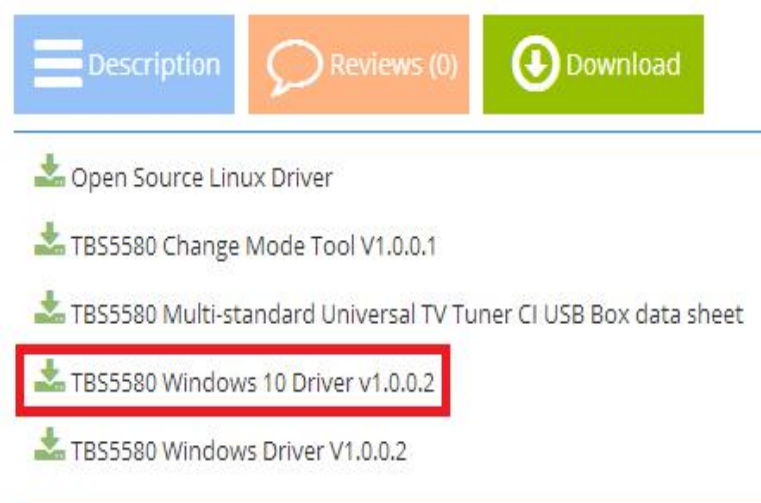 Description Reviews (0) Download
Open Source Linux Driver
TBS5580 Change Mode Tool V1.0.0.1
TBS5580 Multi-standard Universal TV Tuner CI USB Box data sheet
TBS5580 Windows 10 Driver v1.0.0.2
TBS5580 Windows Driver V1.0.0.2